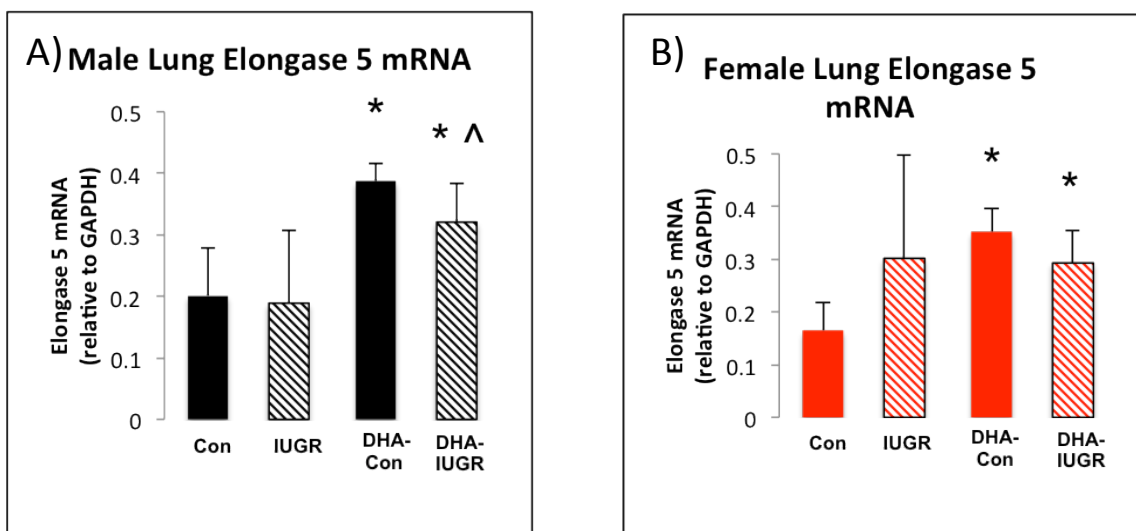 A) Male Lung Elongase 5 mRNA
Elongase 5 mRNA
(relative to GAPDH)
0.5
0.4
0.3
0.2
0.1
0
*
* ^
Con
IUGR
DHA-
Con
DHA-
IUGR
B) Female Lung Elongase 5
mRNA
Elongase 5 mRNA
(relative to GAPDH)
0.5
0.4
0.3
0.2
0.1
0
*
*
Con
IUGR
DHA-
Con
DHA-
IUGR